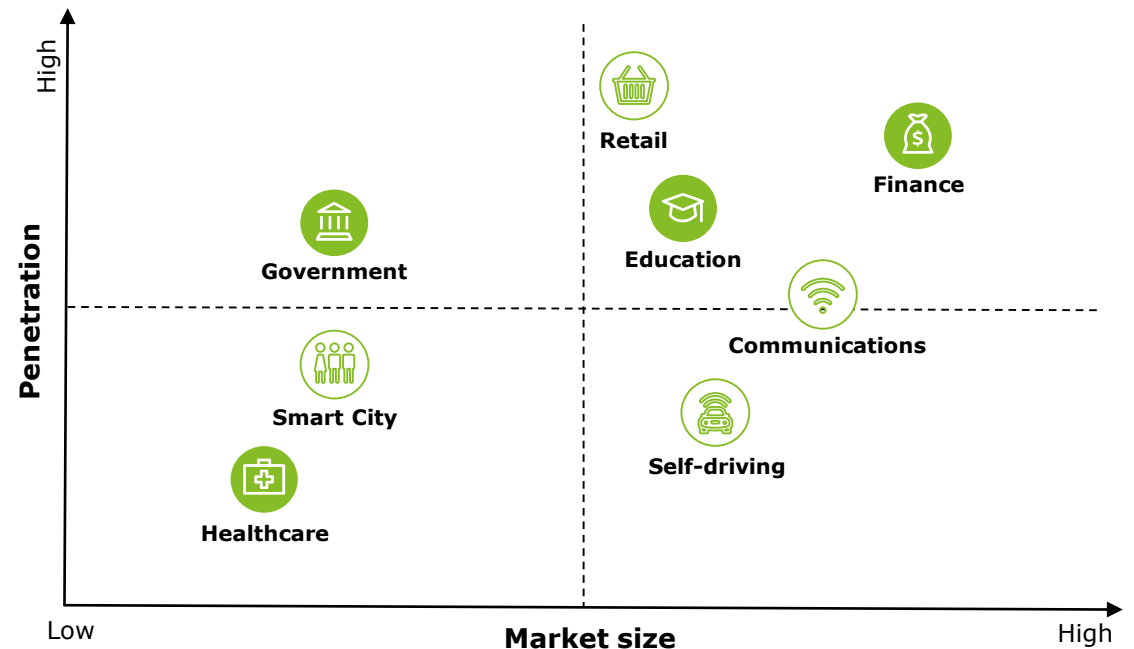 High
Retail
$
Finance
Government
Education
Penetration
Communications
Smart City
Self-driving
Healthcare
Low
Market size
High